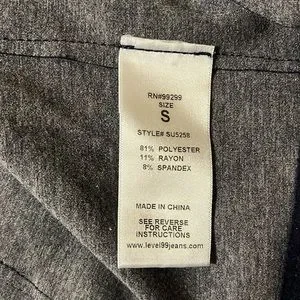 RN#99299
SIZE
S
STYLE# SU5258
81% POLYESTER
11% RAYON
8% SPANDEX
MADE IN CHINA
SEE REVERSE
FOR CARE
INSTRUCTIONS
www.level99jeans.com